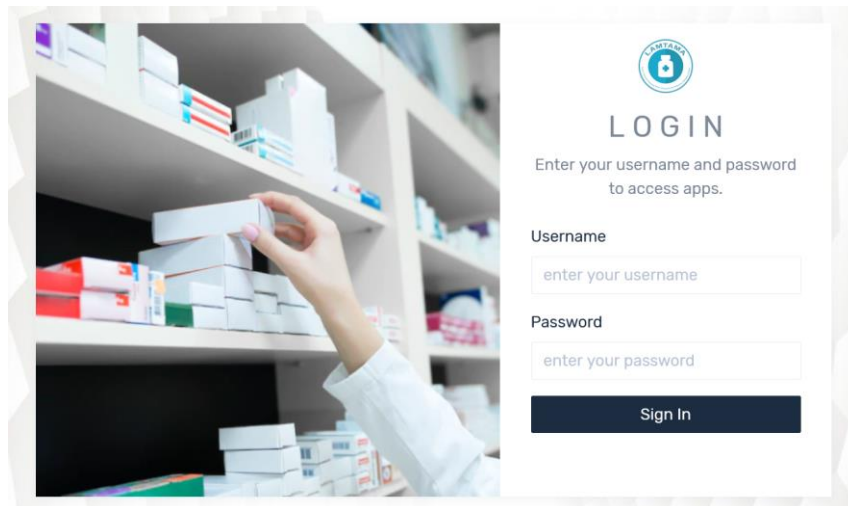 LAMTAMA
LOGIN
Enter your username and password
to access apps.
Username
enter your username
Password
enter your password
Sign In